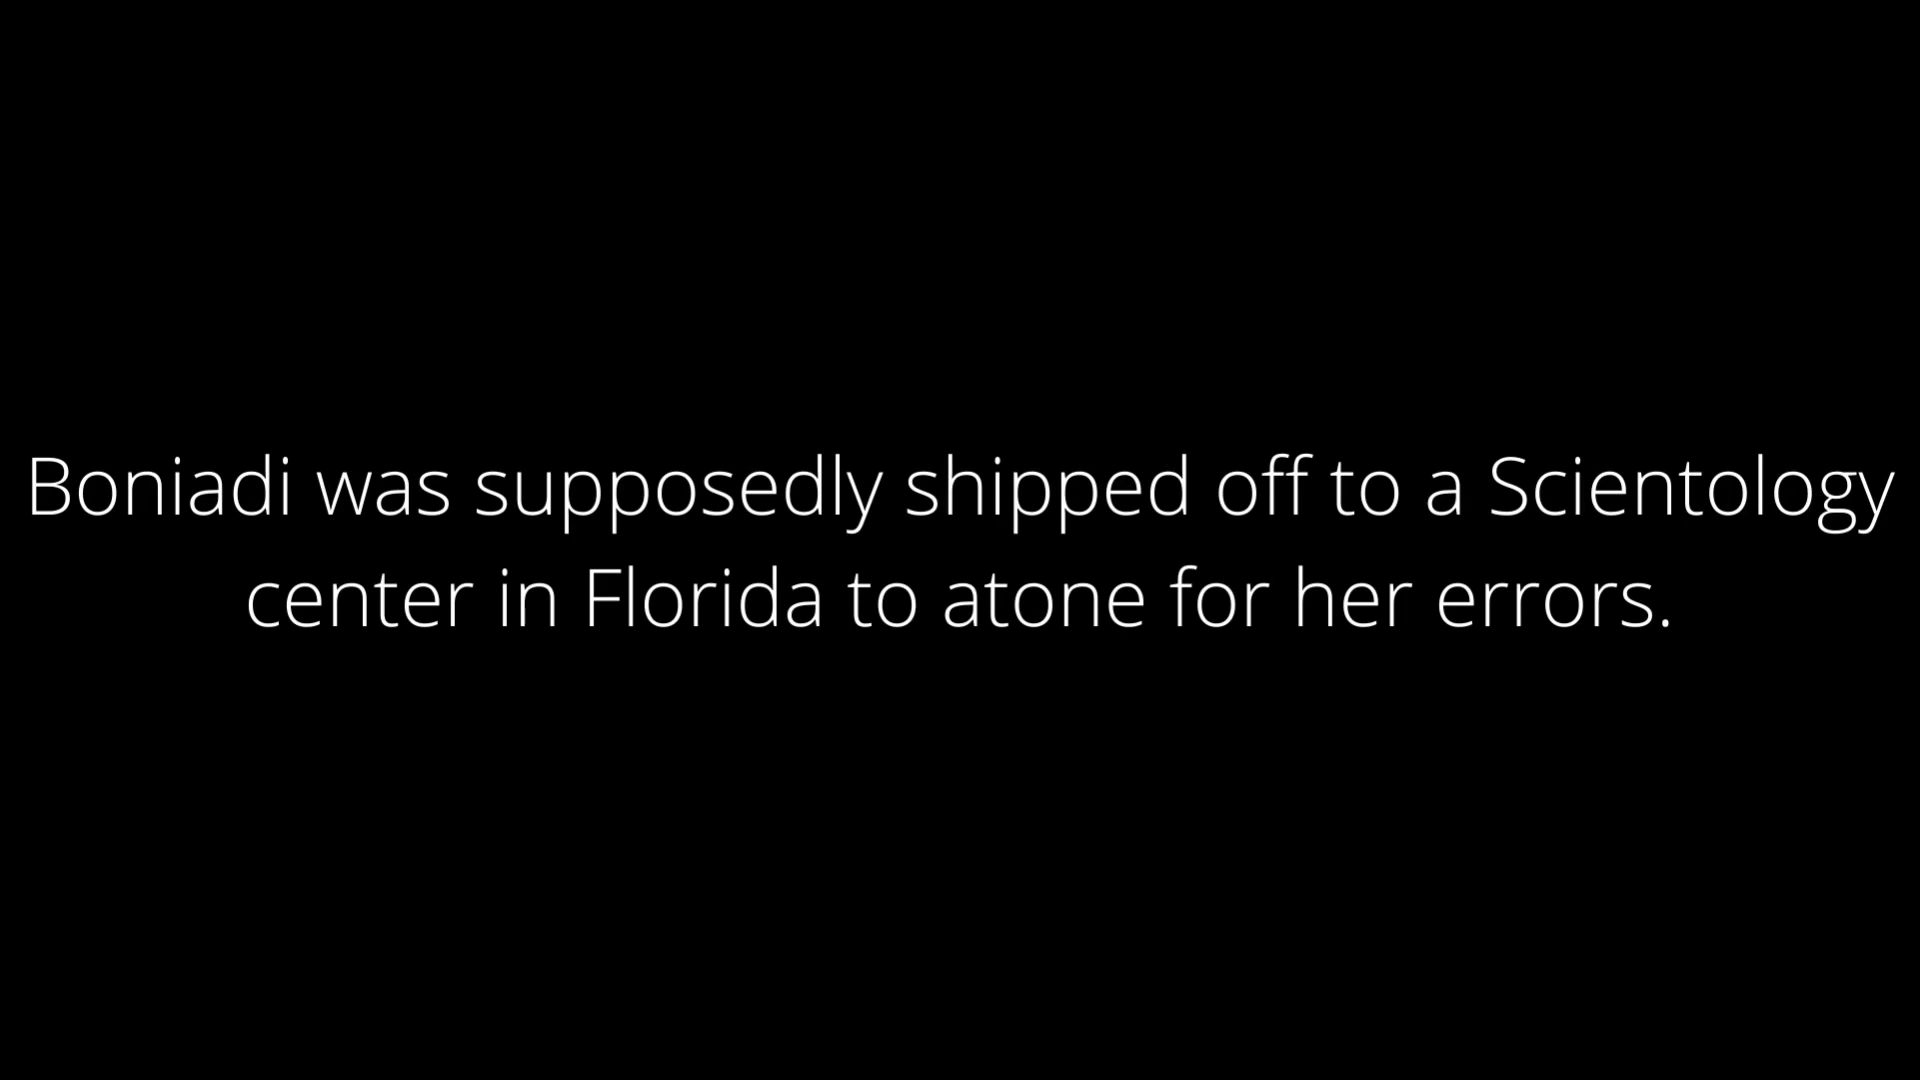 Boniadi was supposedly shipped off to a Scientology
center in Florida to atone for her errors.